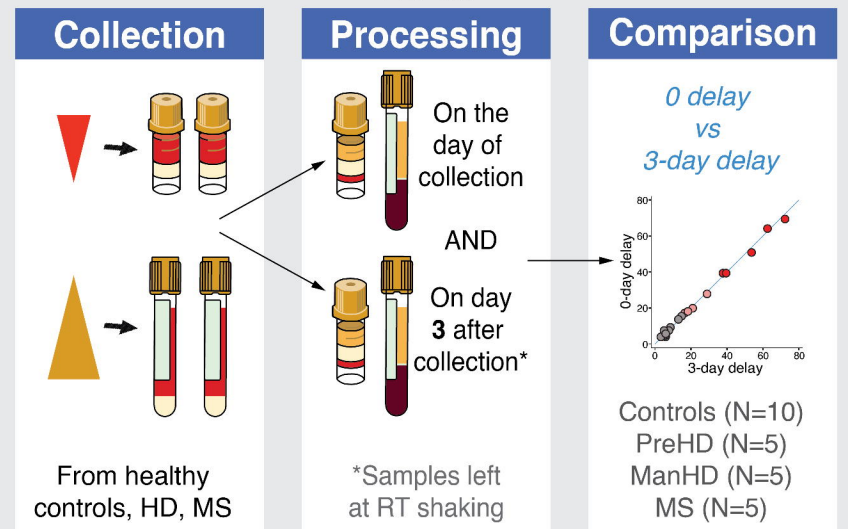 Collection
From healthy
controls, HD, MS
Processing
On the
day of
collection
AND
On day
3 after
collection*
*Samples left
at RT shaking
Comparison
0 delay
vs
3-day delay
80
60
40
20
0
0-day delay
0
20
40
60
80
3-day delay
Controls (N=10)
PreHD (N=5)
ManHD (N=5)
MS (N=5)